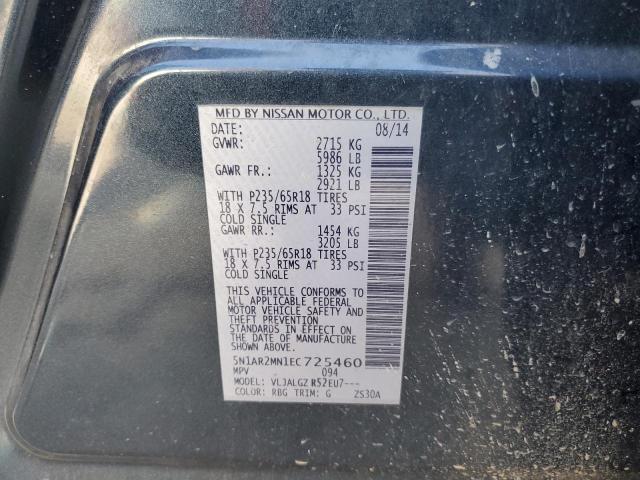 MFD BY NISSAN MOTOR CO., LTD.
DATE: 08/14
GVWR: 2715 KG
5986 LB
GAWR FR.: 1325 KG
2921 LB
WITH P235/65R18 TIRES
18 X 7.5 RIMS AT 33 PSI
COLD SINGLE
GAWR RR.: 1454 KG
3205 LB
WITH P235/65R18 TIRES
18 X 7.5 RIMS AT 33 PSI
COLD SINGLE
THIS VEHICLE CONFORMS TO
ALL APPLICABLE FEDERAL
MOTOR VEHICLE SAFETY AND
THEFT PREVENTION
STANDARDS IN EFFECT ON
THE DATE OF MANUFACTURE
SHOWN ABOVE.
5N1AR2MN1EC725460
MPV 094
MODEL: VLJALGZ R52EU7---
COLOR: RBG TRIM: G ZS30A